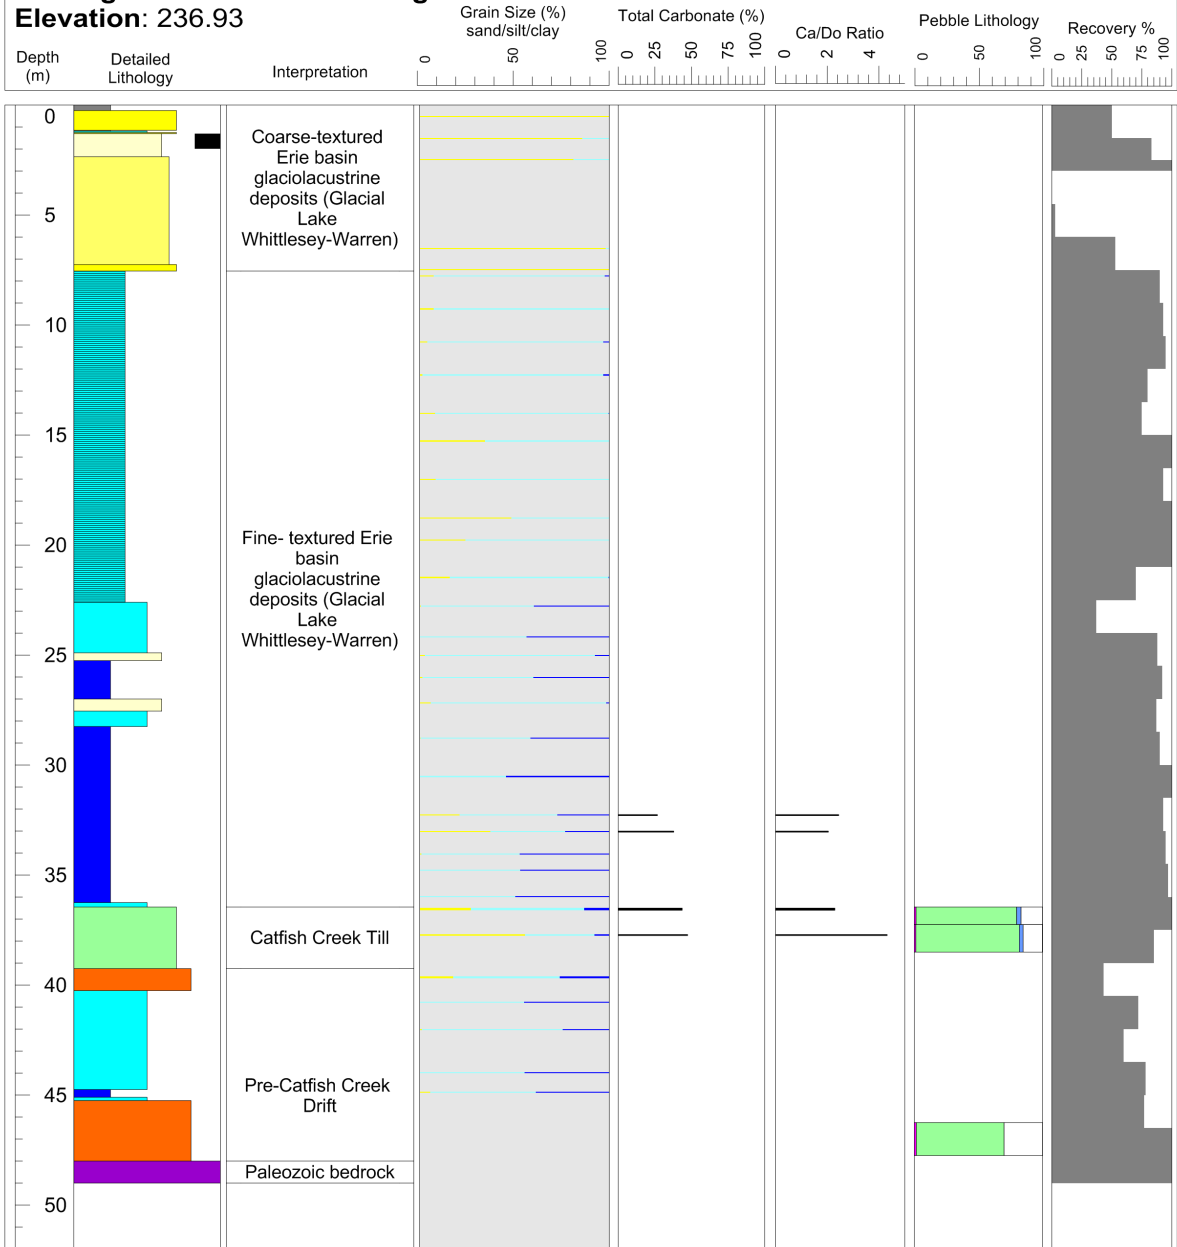 Elevation: 236.93
Depth
(m)
Detailed
Lithology
Interpretation
Grain Size (%)
sand/silt/clay
0 50 100
Total Carbonate (%)
0 25 50 75 100
Ca/Do Ratio
0 2 4
Pebble Lithology
0 50 100
Recovery %
0 25 50 75 100
0
5
10
15
20
25
30
35
40
45
50
Coarse-textured
Erie basin
glaciolacustrine
deposits (Glacial
Lake
Whittlesey-Warren)
Fine- textured Erie
basin
glaciolacustrine
deposits (Glacial
Lake
Whittlesey-Warren)
Catfish Creek Till
Pre-Catfish Creek
Drift
Paleozoic bedrock